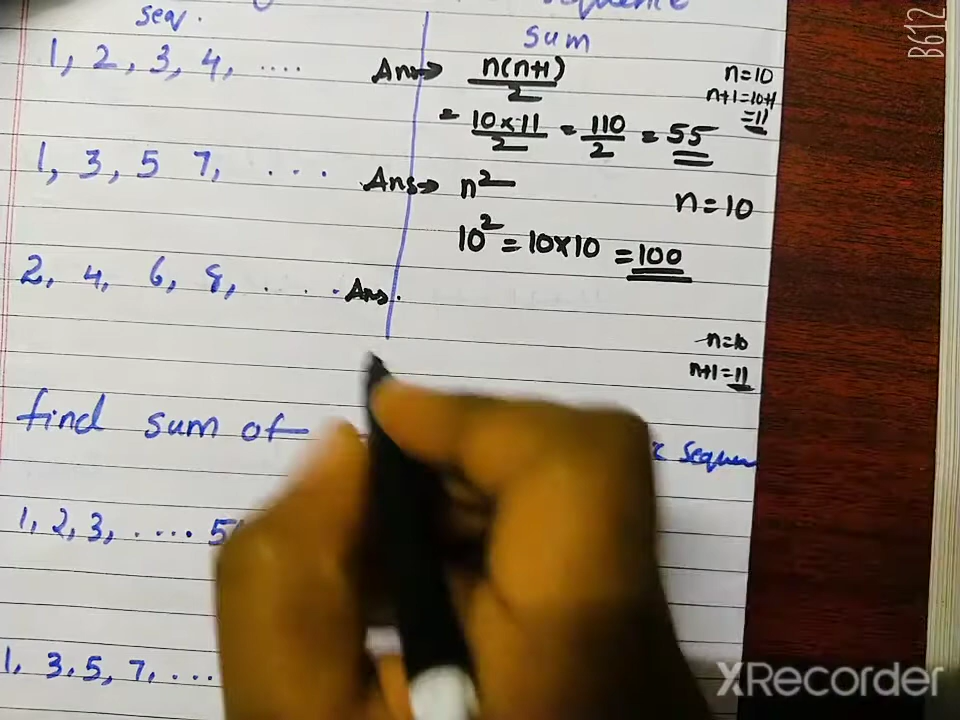 seq. sum
1, 2, 3, 4, .... Ans→ n(n+1)/2 n=10
n+1=10+1
=11
= 10×11/2 = 110/2 = 55
1, 3, 5 7, .... Ans→ n² n=10
10² = 10×10 = 100
2, 4, 6, 8, ..... Ans.
n=10
n+1=11
find sum of
1, 2, 3, ....
1, 3. 5, 7, ...
B612
XRecorder